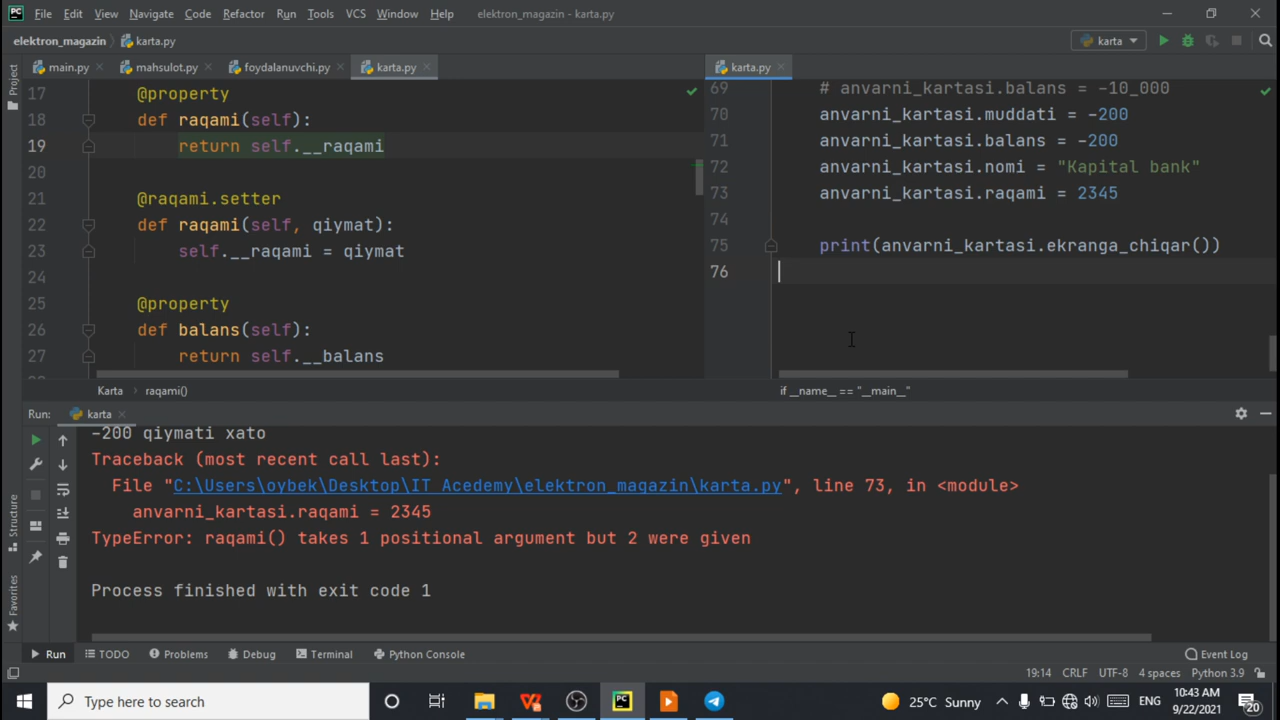 PC File Edit View Navigate Code Refactor Run Tools VCS Window Help elektron_magazin - karta.py
elektron_magazin karta.py karta
main.py mahsulot.py foydalanuvchi.py karta.py karta.py
Project
17 @property
18 def raqami(self):
19 return self.__raqami
20
21 @raqami.setter
22 def raqami(self, qiymat):
23 self.__raqami = qiymat
24
25 @property
26 def balans(self):
27 return self.__balans
69 # anvarni_kartasi.balans = -10_000
70 anvarni_kartasi.muddati = -200
71 anvarni_kartasi.balans = -200
72 anvarni_kartasi.nomi = "Kapital bank"
73 anvarni_kartasi.raqami = 2345
74
75 print(anvarni_kartasi.ekranga_chiqar())
76
Karta raqami() if __name__ == "__main__"
Run: karta
-200 qiymati xato
Traceback (most recent call last):
File "C:\Users\oybek\Desktop\IT Acedemy\elektron_magazin\karta.py", line 73, in <module>
anvarni_kartasi.raqami = 2345
TypeError: raqami() takes 1 positional argument but 2 were given
Process finished with exit code 1
Structure
Favorites
Run TODO Problems Debug Terminal Python Console Event Log
19:14 CRLF UTF-8 4 spaces Python 3.9
Type here to search PC 25°C Sunny ENG 10:43 AM 9/22/2021 20